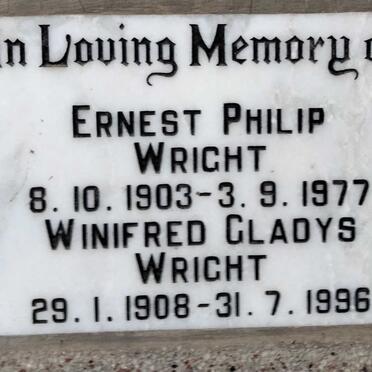 In Loving Memory o
ERNEST PHILIP
WRIGHT
8. 10. 1903 - 3. 9. 1977
WINIFRED GLADYS
WRIGHT
29. 1. 1908 - 31. 7. 1996